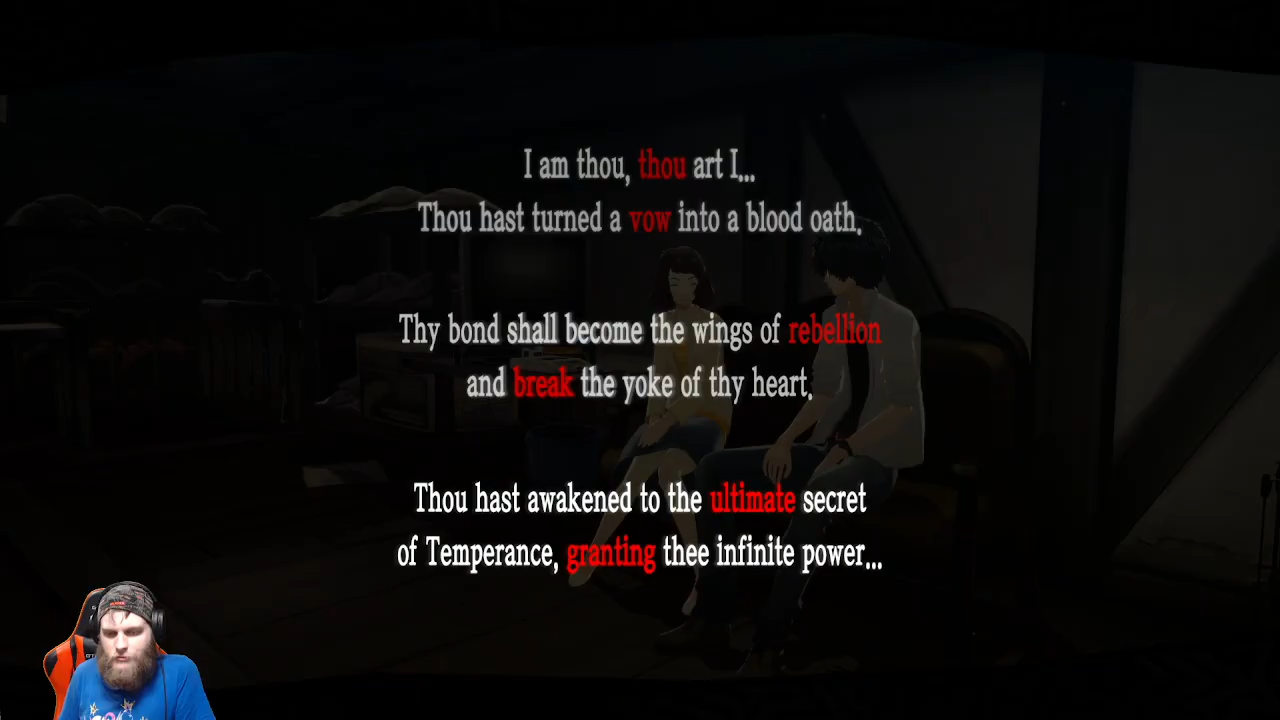 I am thou, thou art I...
Thou hast turned a vow into a blood oath.
Thy bond shall become the wings of rebellion
and break the yoke of thy heart.
Thou hast awakened to the ultimate secret
of Temperance, granting thee infinite power...